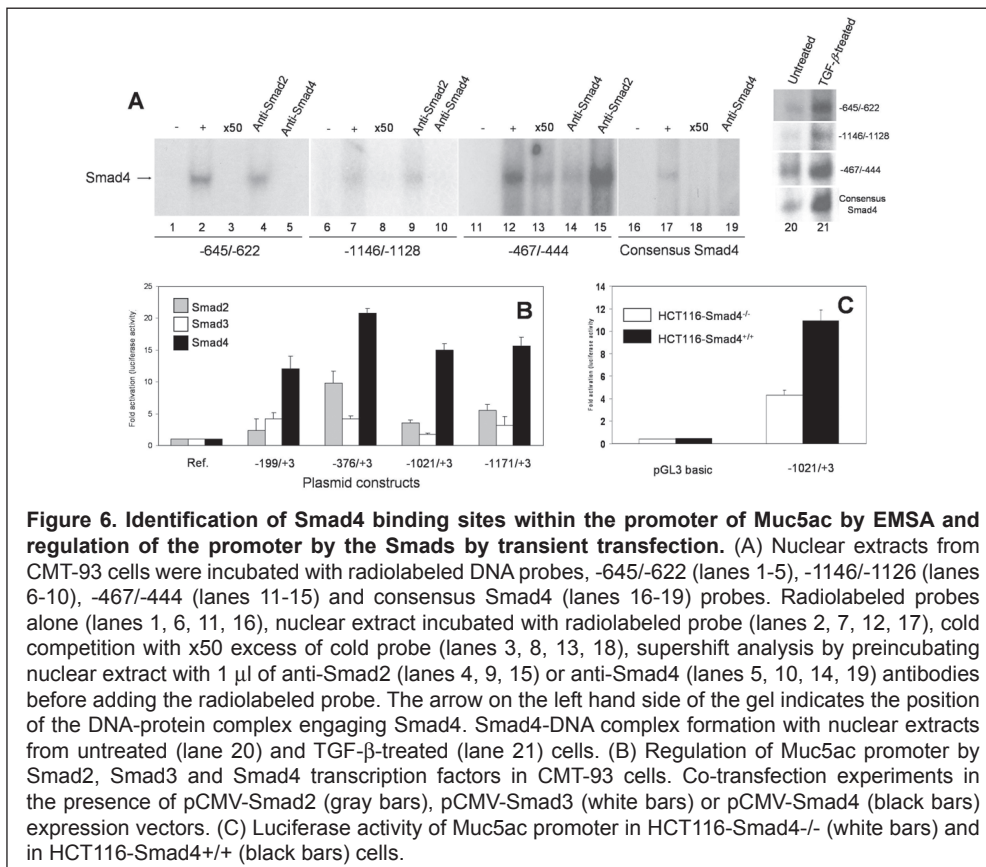 A
- + x50 Anti-Smad2 Anti-Smad4 - + x50 Anti-Smad2 Anti-Smad4 - + x50 Anti-Smad4 Anti-Smad2 - + x50 Anti-Smad4
Smad4
1 2 3 4 5 6 7 8 9 10 11 12 13 14 15 16 17 18 19
-645/-622 -1146/-1128 -467/-444 Consensus Smad4
Untreated TGF-β-treated
-645/-622
-1146/-1128
-467/-444
Consensus
Smad4
20 21
B
Smad2
Smad3
Smad4
Fold activation (luciferase activity
25
20
15
10
5
0
Ref. -199/+3 -376/+3 -1021/+3 -1171/+3
Plasmid constructs
C
HCT116-Smad4-/-
HCT116-Smad4+/+
Fold activation (luciferase activity
14
12
10
8
6
4
2
0
pGL3 basic -1021/+3
Figure 6. Identification of Smad4 binding sites within the promoter of Muc5ac by EMSA and
regulation of the promoter by the Smads by transient transfection. (A) Nuclear extracts from
CMT-93 cells were incubated with radiolabeled DNA probes, -645/-622 (lanes 1-5), -1146/-1126 (lanes
6-10), -467/-444 (lanes 11-15) and consensus Smad4 (lanes 16-19) probes. Radiolabeled probes
alone (lanes 1, 6, 11, 16), nuclear extract incubated with radiolabeled probe (lanes 2, 7, 12, 17), cold
competition with x50 excess of cold probe (lanes 3, 8, 13, 18), supershift analysis by preincubating
nuclear extract with 1 μl of anti-Smad2 (lanes 4, 9, 15) or anti-Smad4 (lanes 5, 10, 14, 19) antibodies
before adding the radiolabeled probe. The arrow on the left hand side of the gel indicates the position
of the DNA-protein complex engaging Smad4. Smad4-DNA complex formation with nuclear extracts
from untreated (lane 20) and TGF-β-treated (lane 21) cells. (B) Regulation of Muc5ac promoter by
Smad2, Smad3 and Smad4 transcription factors in CMT-93 cells. Co-transfection experiments in
the presence of pCMV-Smad2 (gray bars), pCMV-Smad3 (white bars) or pCMV-Smad4 (black bars)
expression vectors. (C) Luciferase activity of Muc5ac promoter in HCT116-Smad4-/- (white bars) and
in HCT116-Smad4+/+ (black bars) cells.